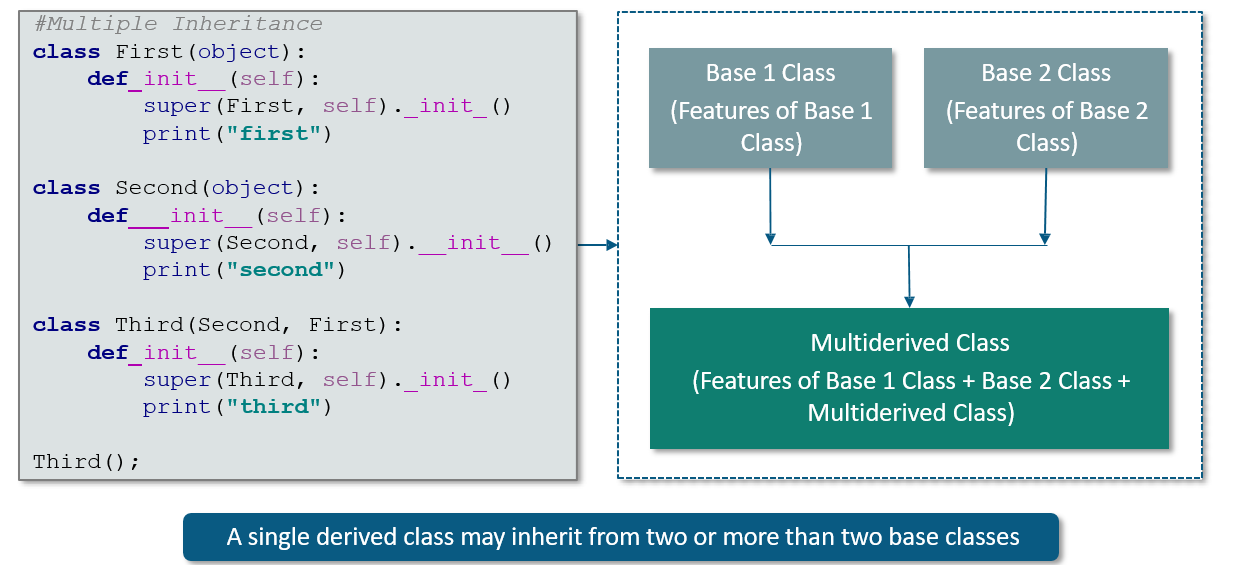 #Multiple Inheritance
class First(object):
    def_init__(self):
        super(First, self)._init_()
        print("first")
class Second(object):
    def___init__(self):
        super(Second, self).__init__()
        print("second")
class Third(Second, First):
    def_init__(self):
        super(Third, self)._init_()
        print("third")
Third();
Base 1 Class
(Features of Base 1
Class)
Base 2 Class
(Features of Base 2
Class)
Multiderived Class
(Features of Base 1 Class + Base 2 Class +
Multiderived Class)
A single derived class may inherit from two or more than two base classes